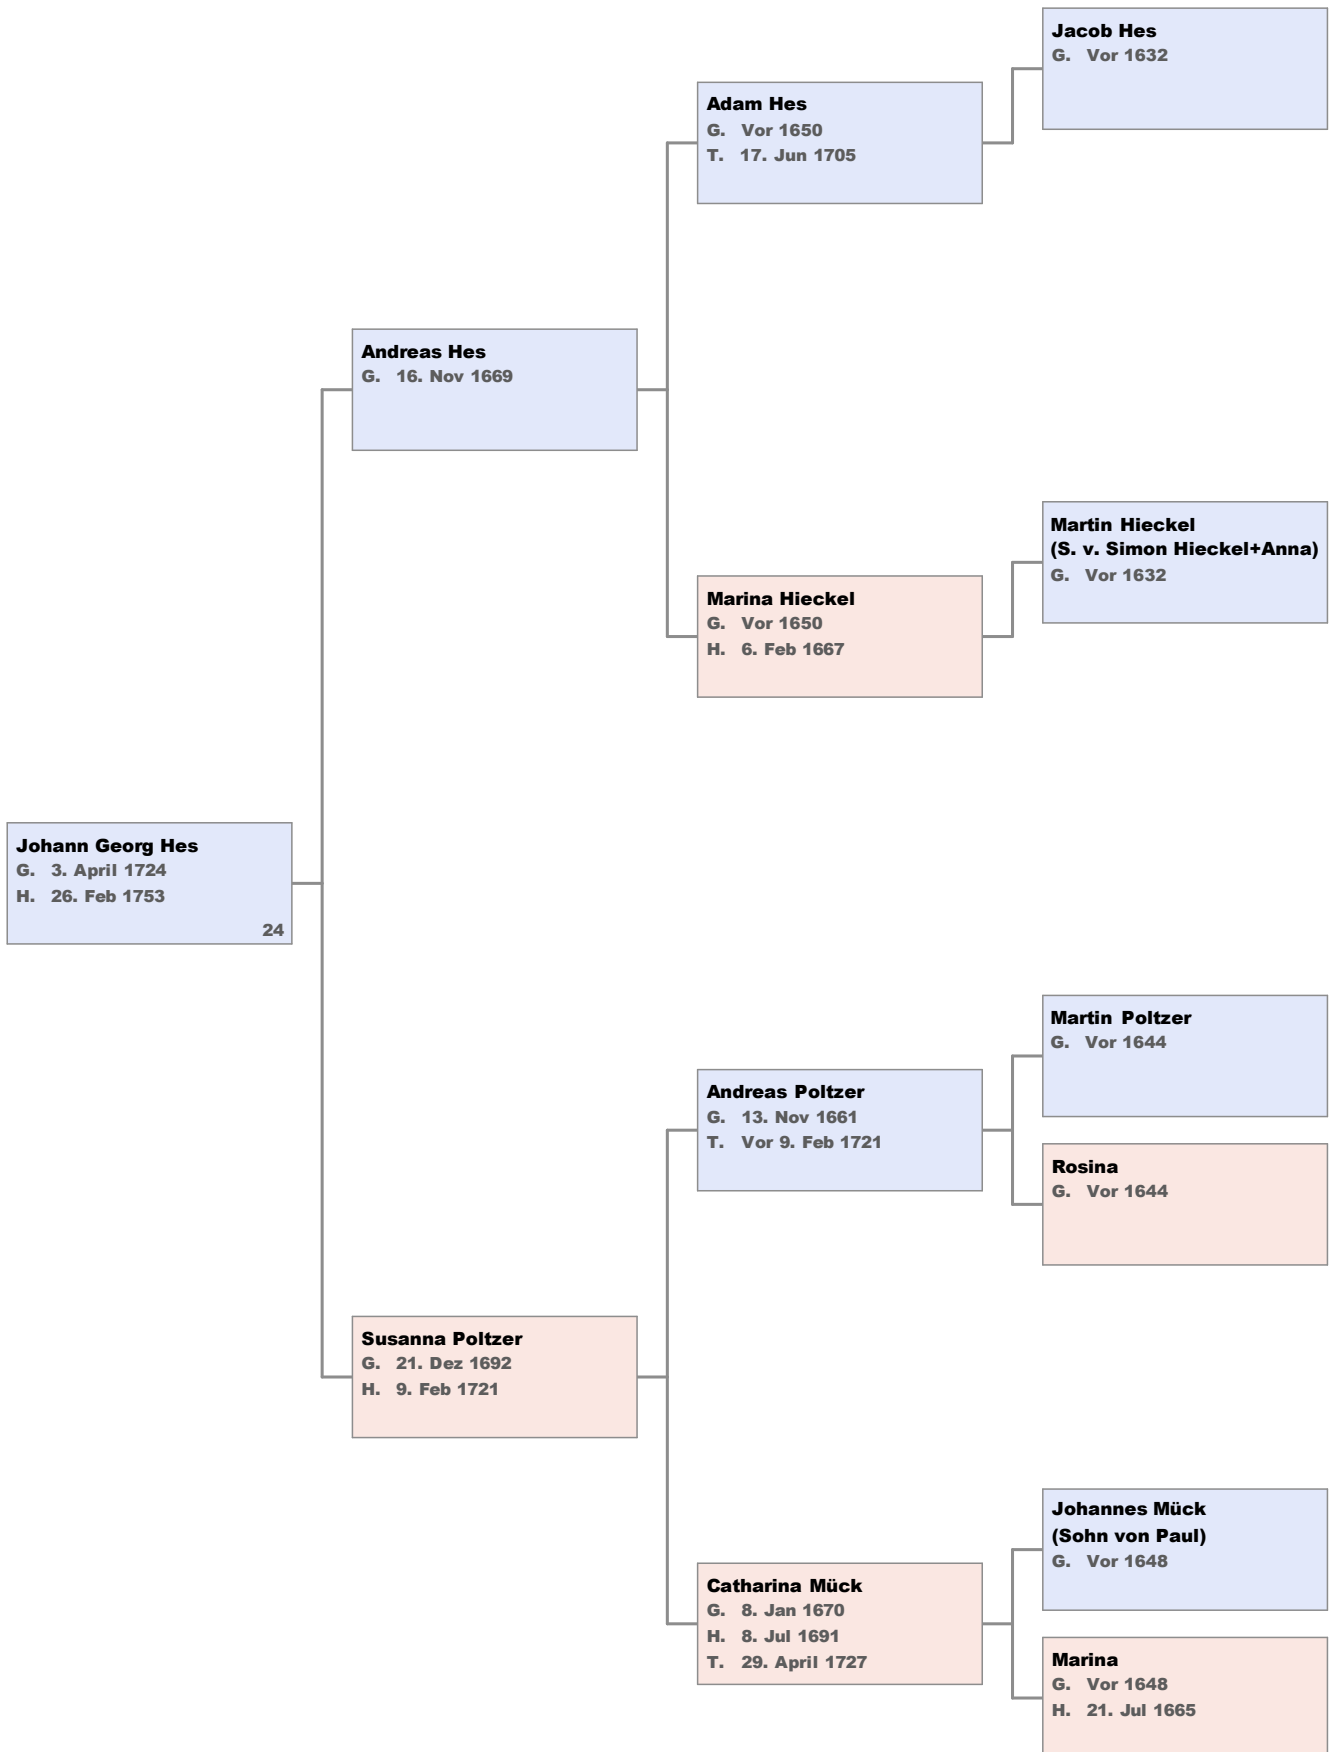 Jacob Hes
G. Vor 1632
Adam Hes
G. Vor 1650
T. 17. Jun 1705
Andreas Hes
G. 16. Nov 1669
Martin Hieckel
(S. v. Simon Hieckel+Anna)
G. Vor 1632
Marina Hieckel
G. Vor 1650
H. 6. Feb 1667
Johann Georg Hes
G. 3. April 1724
H. 26. Feb 1753
24
Martin Poltzer
G. Vor 1644
Andreas Poltzer
G. 13. Nov 1661
T. Vor 9. Feb 1721
Rosina
G. Vor 1644
Susanna Poltzer
G. 21. Dez 1692
H. 9. Feb 1721
Johannes Mück
(Sohn von Paul)
G. Vor 1648
Catharina Mück
G. 8. Jan 1670
H. 8. Jul 1691
T. 29. April 1727
Marina
G. Vor 1648
H. 21. Jul 1665